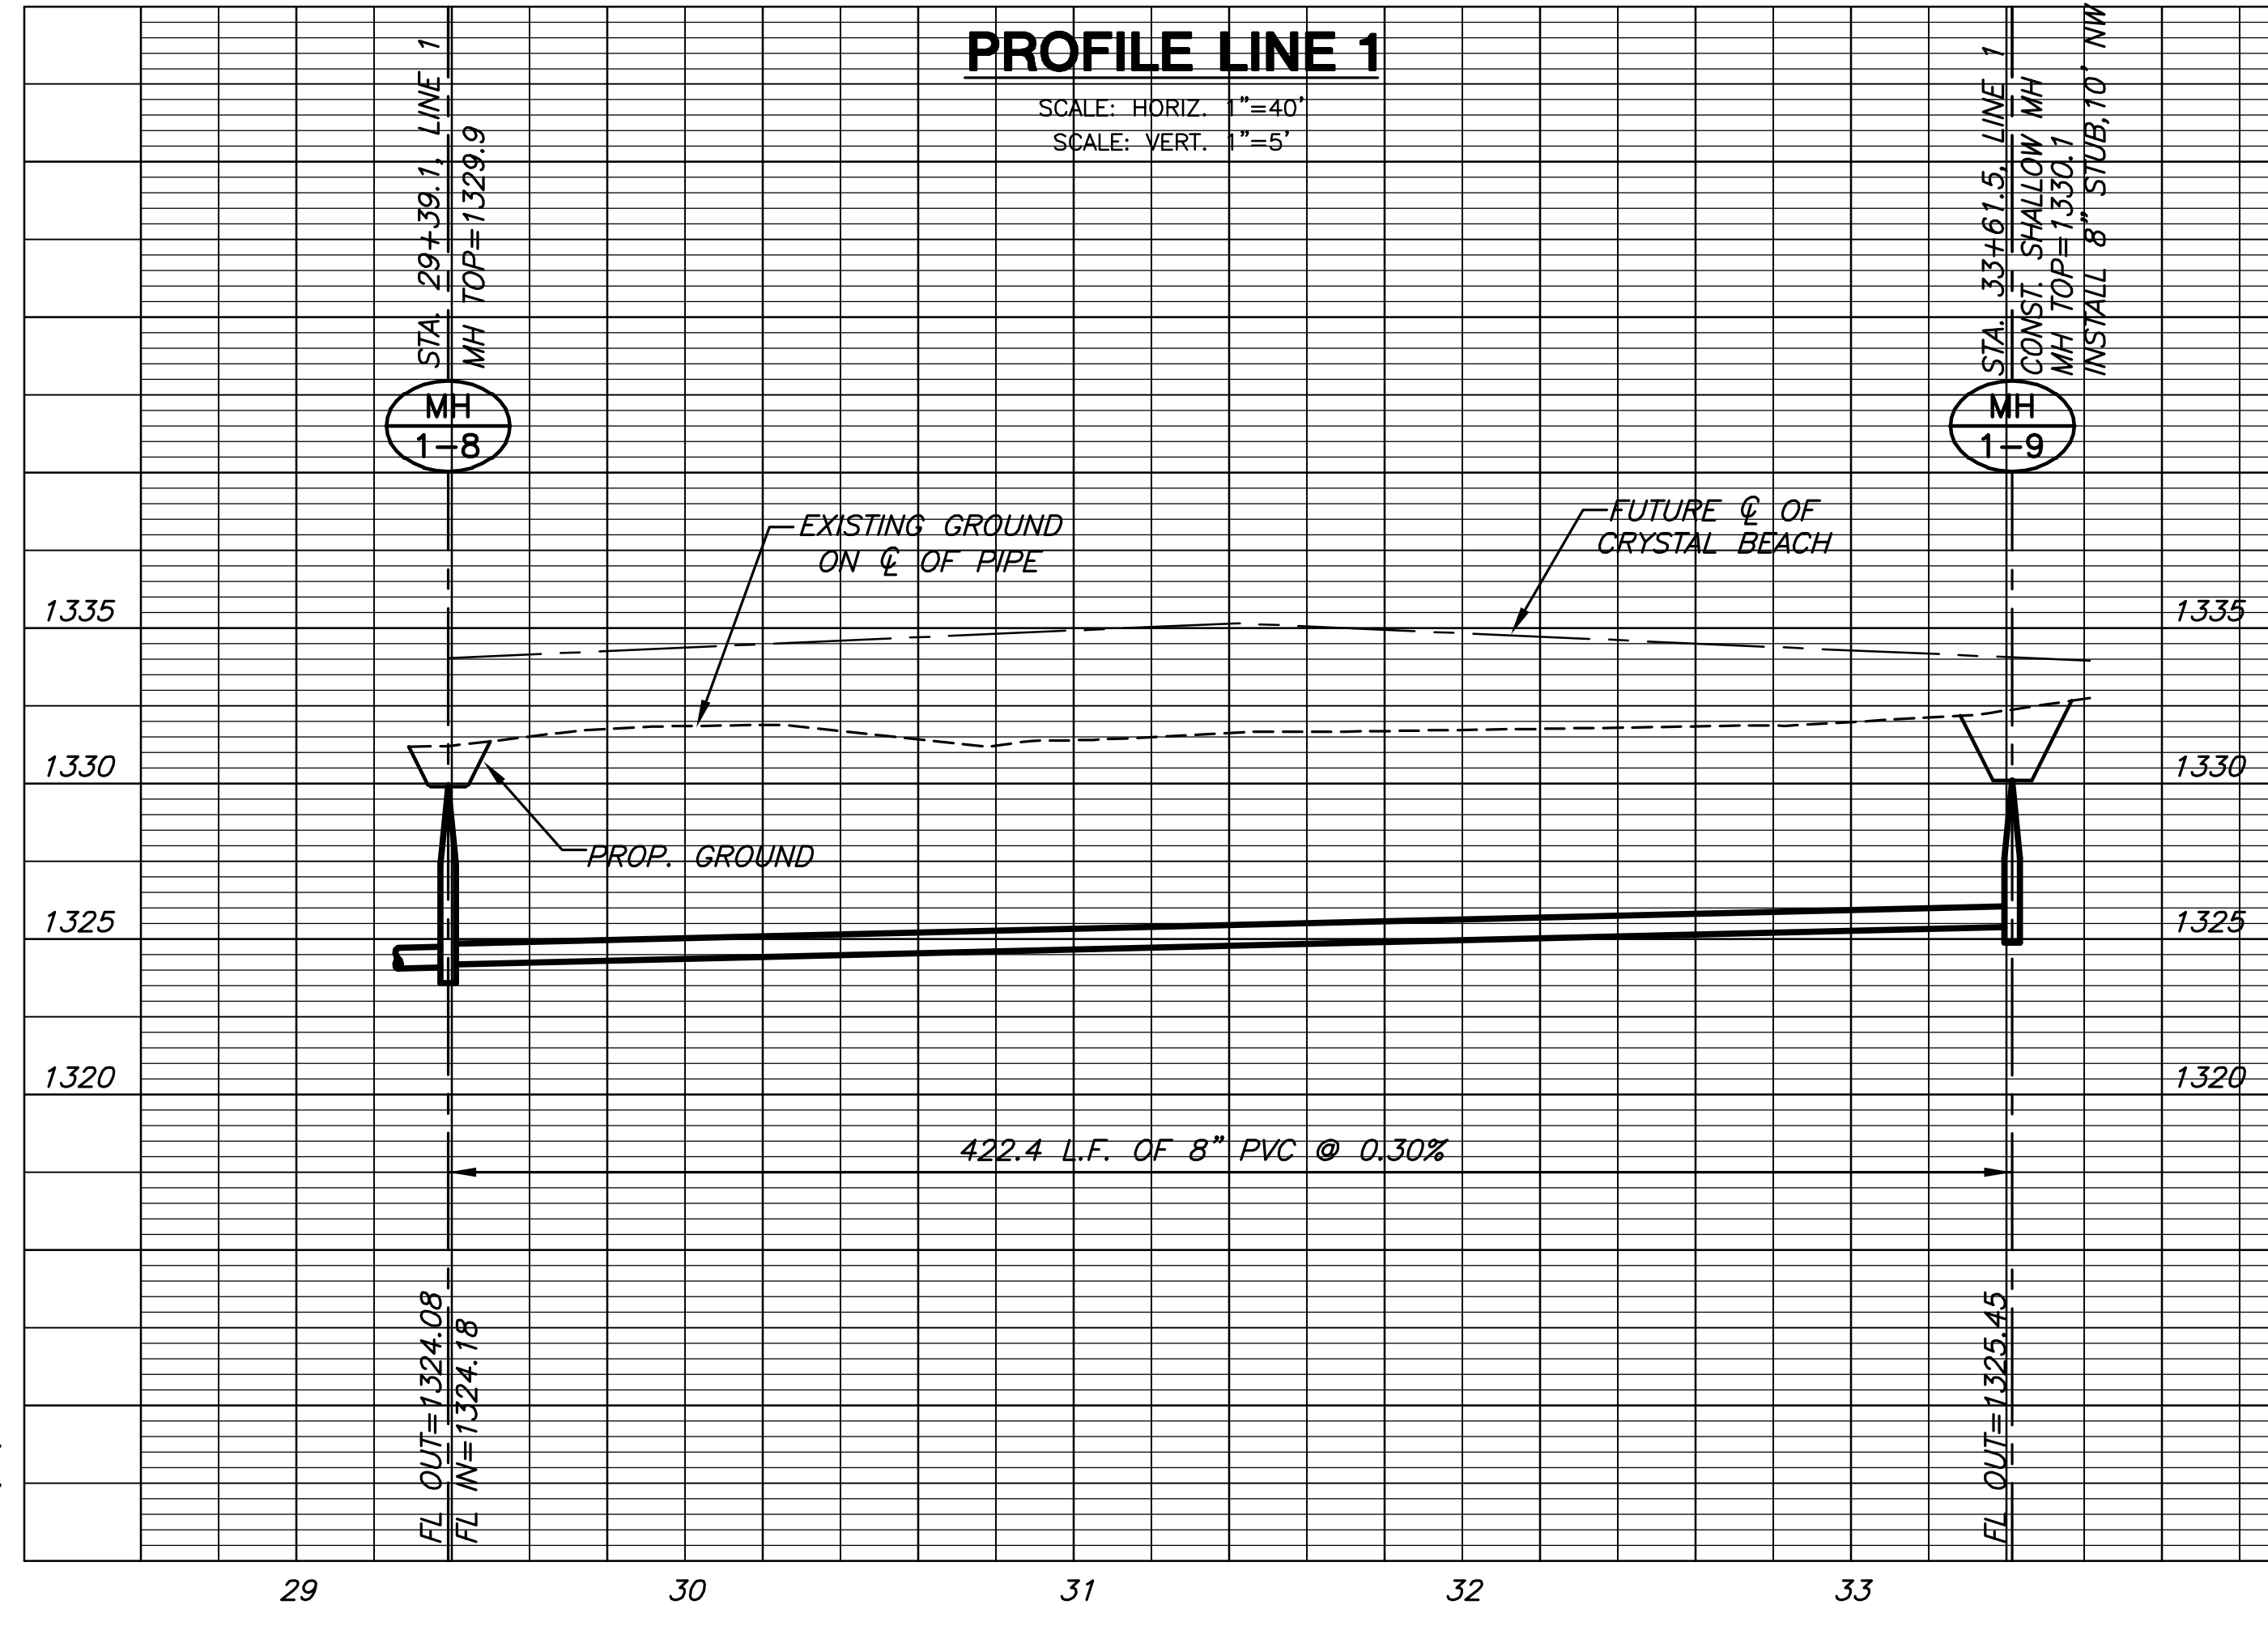 PROFILE LINE 1
SCALE: HORIZ. 1"=40'
SCALE: VERT. 1"=5'
STA. 29+39.1, LINE 1
MH TOP=1329.9
STA. 33+61.5, LINE 1
CONST. SHALLOW MH
MH TOP=1330.1
INSTALL 8" STUB,10' NW
MH
1-8
MH
1-9
EXISTING GROUND
ON ℄ OF PIPE
FUTURE ℄ OF
CRYSTAL BEACH
1335
1335
1330
1330
PROP. GROUND
1325
1325
1320
1320
422.4 L.F. OF 8" PVC @ 0.30%
FL OUT=1324.08
FL IN=1324.18
FL OUT=1325.45
29
30
31
32
33